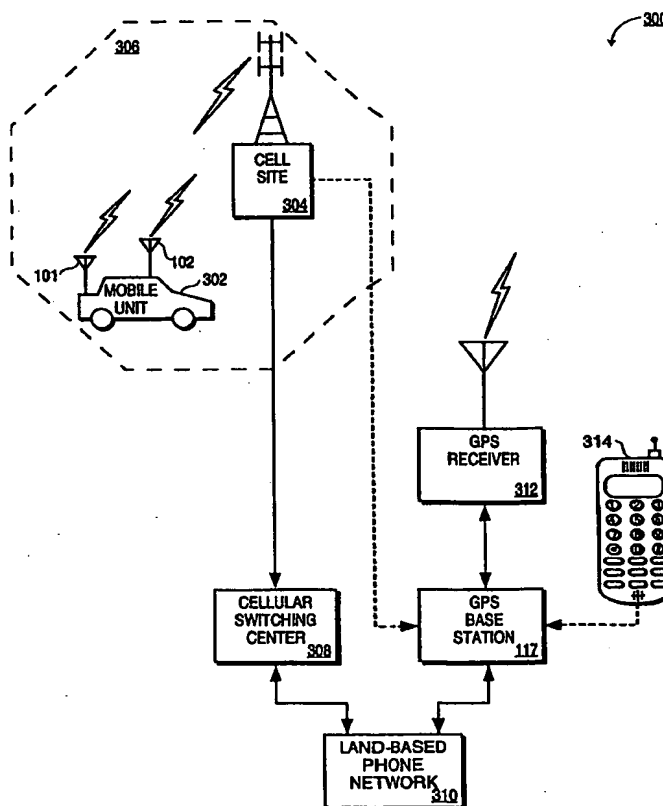 300
306
CELL
SITE
304
101
102
302
MOBILE
UNIT
GPS
RECEIVER
312
314
CELLULAR
SWITCHING
CENTER
308
GPS
BASE
STATION
117
LAND-BASED
PHONE
NETWORK
310